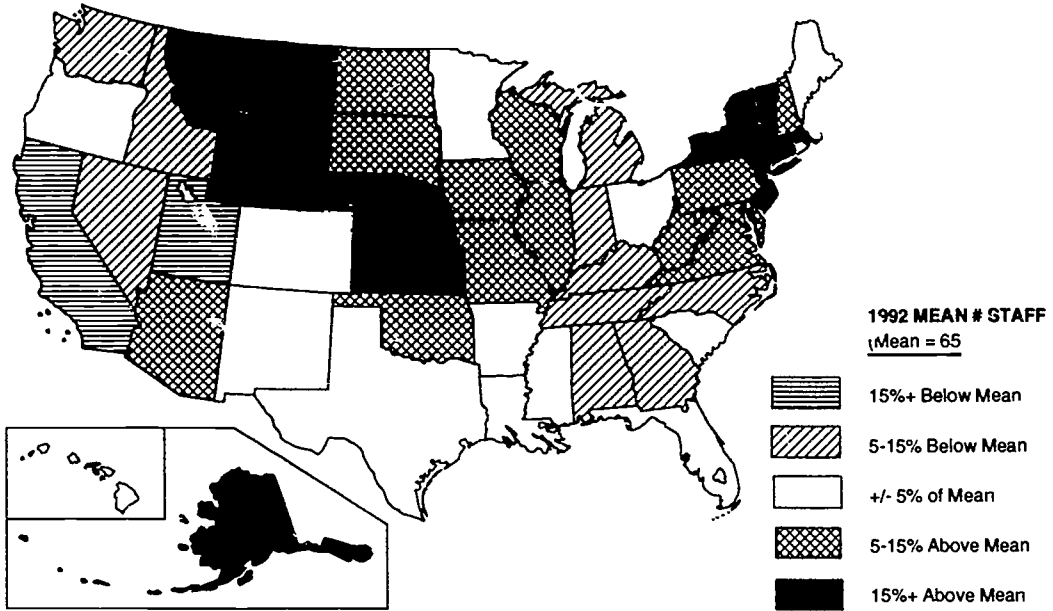 1992 MEAN # STAFF
(Mean = 65
15%+ Below Mean
5-15% Below Mean
+/- 5% of Mean
5-15% Above Mean
15%+ Above Mean